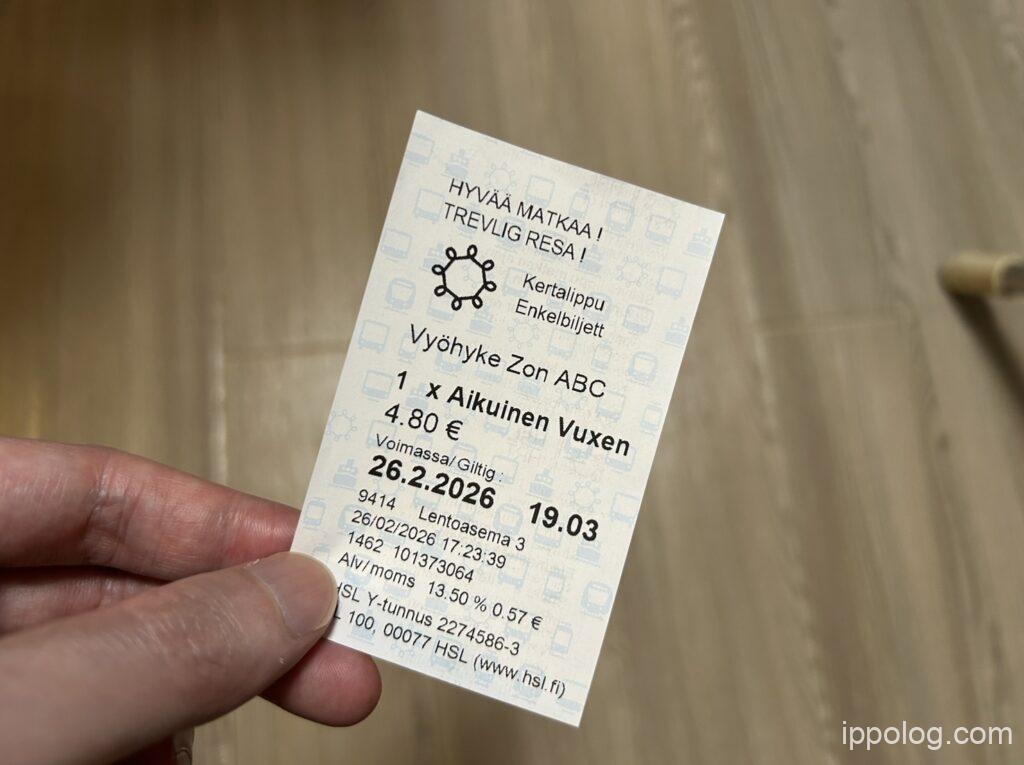 HYVÄÄ MATKAA !
TREVLIG RESA !
Kertalippu
Enkelbiljett
Vyöhyke Zon ABC
1 x Aikuinen Vuxen
4.80 €
Voimassa/Giltig :
26.2.2026 19.03
9414 Lentoasema 3
26/02/2026 17:23:39
1462 101373064
Alv/moms 13.50 % 0.57 €
HSL Y-tunnus 2274586-3
100, 00077 HSL (www.hsl.fi)
ippolog.com